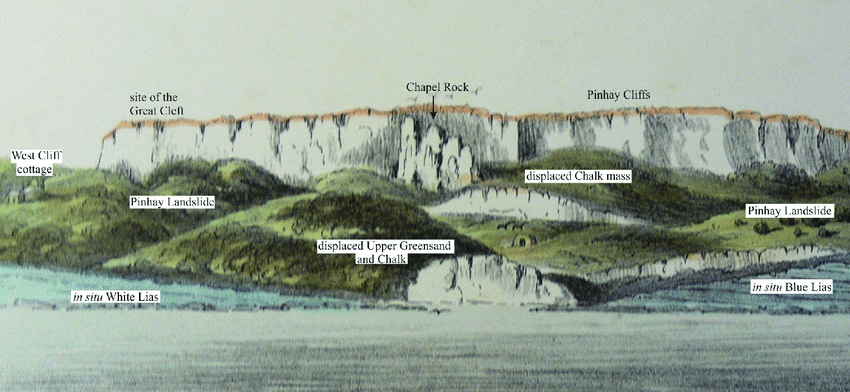 site of the
Great Cleft
Chapel Rock
Pinhay Cliffs
West Cliff
cottage
displaced Chalk mass
Pinhay Landslide
Pinhay Landslide
displaced Upper Greensand
and Chalk
in situ White Lias
in situ Blue Lias